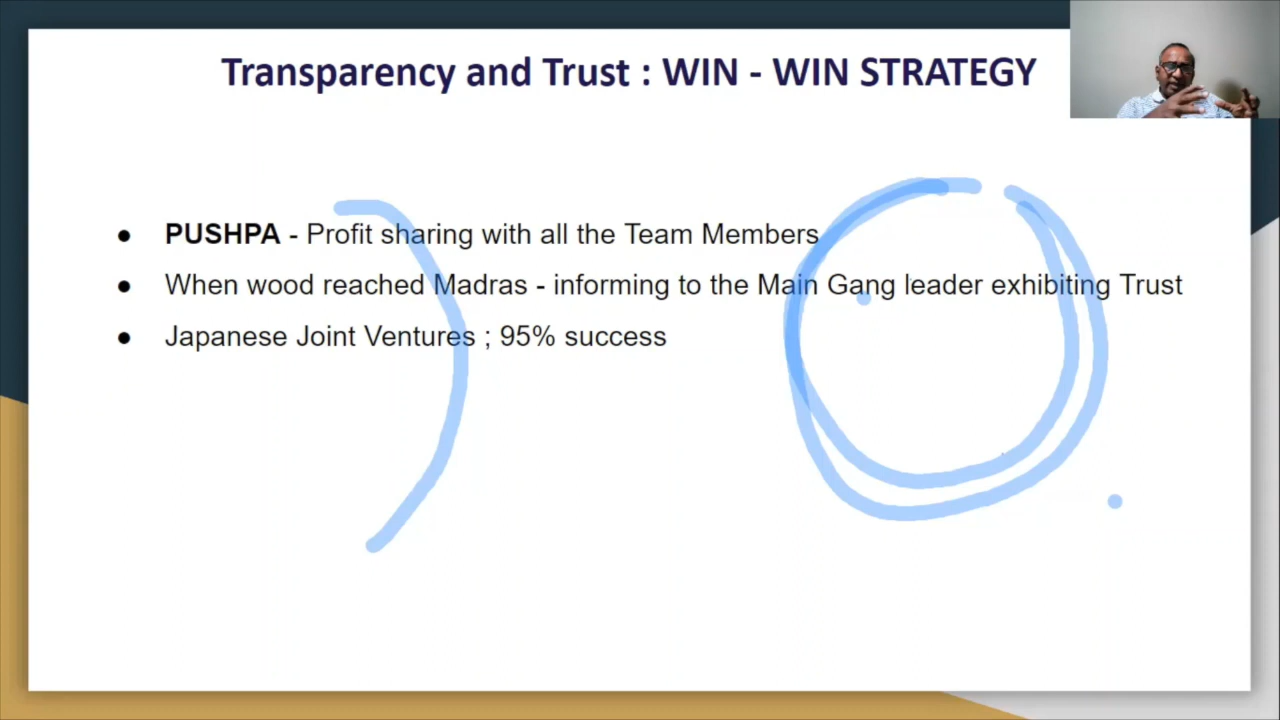 Transparency and Trust : WIN - WIN STRATEGY
● PUSHPA - Profit sharing with all the Team Members
● When wood reached Madras - informing to the Main Gang leader exhibiting Trust
● Japanese Joint Ventures ; 95% success